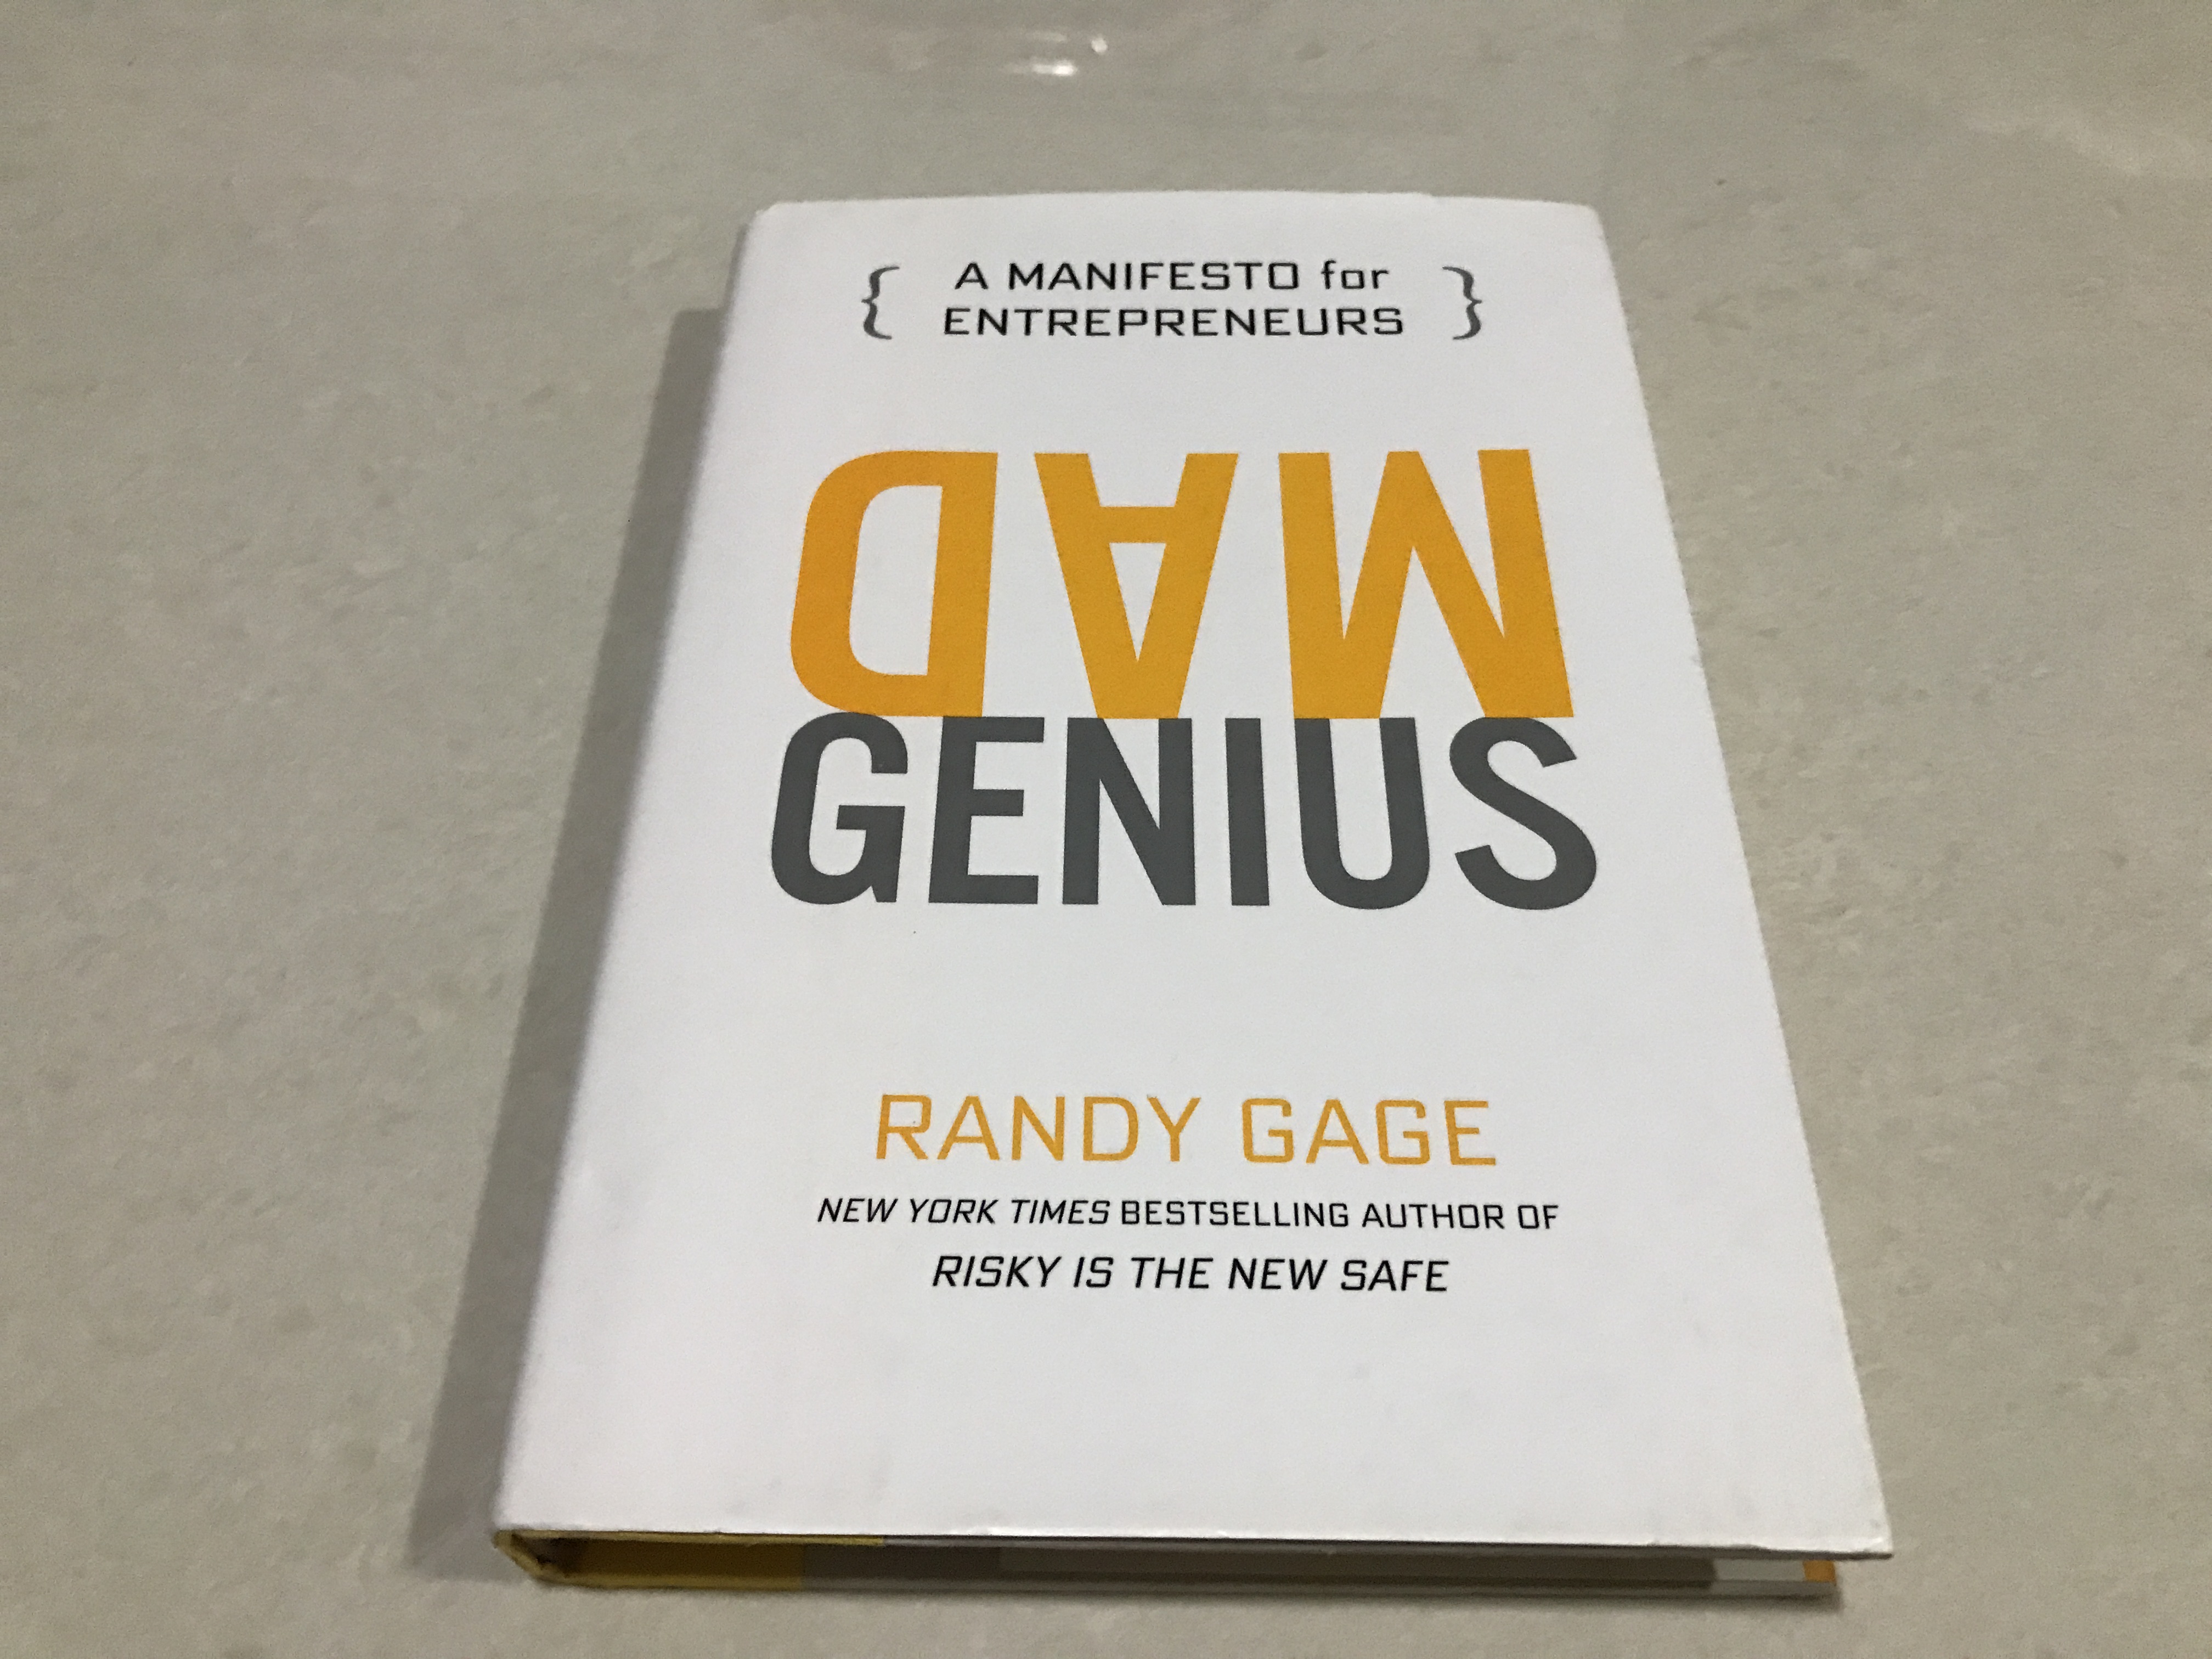 { A MANIFESTO for
ENTREPRENEURS }
MAD
GENIUS
RANDY GAGE
NEW YORK TIMES BESTSELLING AUTHOR OF
RISKY IS THE NEW SAFE